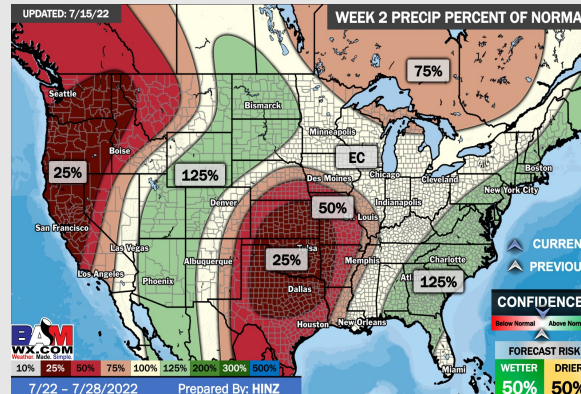 UPDATED: 7/15/22
WEEK 2 PRECIP PERCENT OF NORMA
75%
Seattle
Bismarck
Minneapolis
Boise
EC
Boston
25%
125%
Des Moines
Chicago
Cleveland
New York City
Denver
50%
Indianapolis
San Francisco
St. Louis
Las Vegas
25%
Tulsa
Charlotte
CURREN
Albuquerque
Memphis
Los Angeles
Atl
PREVIOU
Phoenix
Dallas
125%
CONFIDENCE
Houston
New Orleans
Below Normal
Above Norm
BAM
WX.COM
Weather. Made. Simple.
FORECAST RISK
Miami
WETTER
DRIER
10% 25% 50% 75% 100% 125% 200% 300% 500%
50%
50%
7/22 – 7/28/2022
Prepared By: HINZ